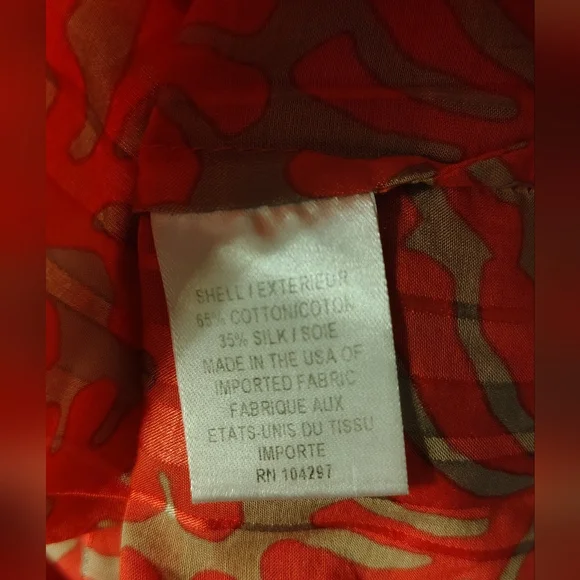 SHELL / EXTERIEUR
65% COTTON/COTON
35% SILK / SOIE
MADE IN THE USA OF
IMPORTED FABRIC
FABRIQUE AUX
ETATS-UNIS DU TISSU
IMPORTE
RN 104297